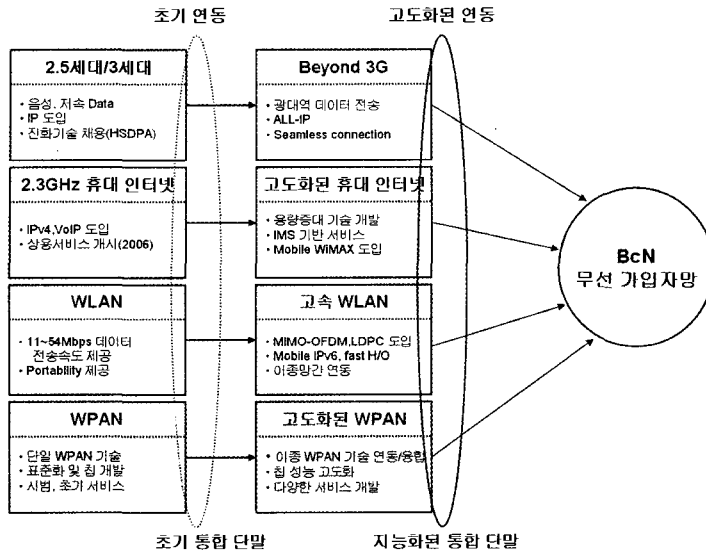 초기 연동
고도화된 연동
2.5세대/3세대
• 음성, 저속 Data
• IP 도입
• 진화기술 채용(HSDPA)
Beyond 3G
• 광대역 데이터 전송
• ALL-IP
• Seamless connection
2.3GHz 휴대 인터넷
• IPv4,VoIP 도입
• 상용서비스 개시(2006)
고도화된 휴대 인터넷
• 용량증대 기술 개발
• IMS 기반 서비스
• Mobile WiMAX 도입
WLAN
• 11~54Mbps 데이터
전송속도 제공
• Portability 제공
고속 WLAN
• MIMO-OFDM,LDPC 도입
• Mobile IPv6, fast H/O
• 이종망간 연동
WPAN
• 단일 WPAN 기술
• 표준화 및 칩 개발
• 시범, 초기 서비스
고도화된 WPAN
• 이종 WPAN 기술 연동/융합
• 칩 성능 고도화
• 다양한 서비스 개발
BcN
무선 가입자망
초기 통합 단말
지능화된 통합 단말